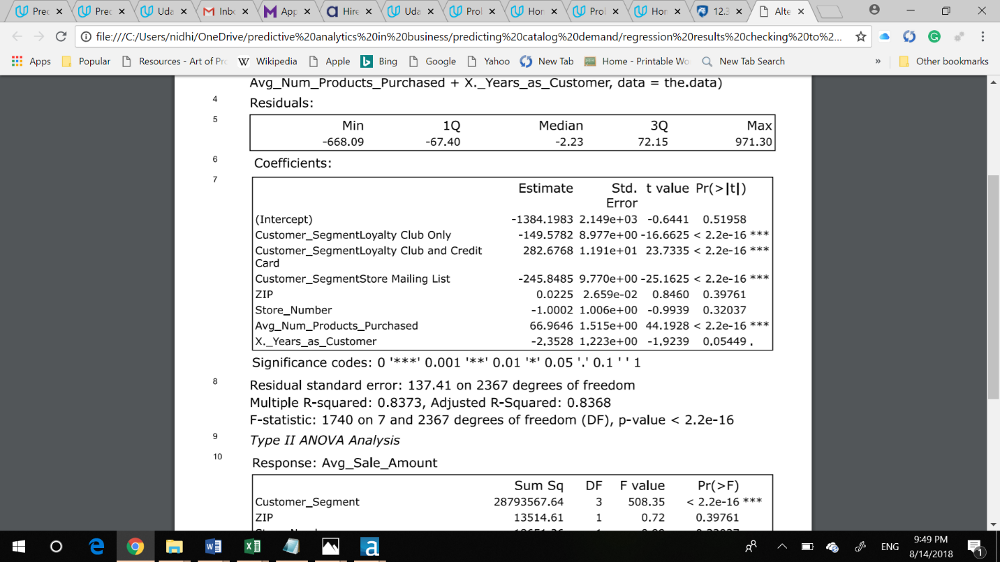 Prec × Prec × Uda × Inb × App × Hire × Uda × Prol × Hor × Prol × Hor × 12.3 × Alte ×
file:///C:/Users/nidhi/OneDrive/predictive%20analytics%20in%20business/predicting%20catalog%20demand/regression%20results%20checking%20to%2...
Apps Popular Resources - Art of Pr Wikipedia Apple Bing Google Yahoo New Tab Home - Printable Wo New Tab Search » Other bookmarks
Avg_Num_Products_Purchased + X._Years_as_Customer, data = the.data)
4 Residuals:
5
Min 1Q Median 3Q Max
-668.09 -67.40 -2.23 72.15 971.30
6 Coefficients:
7
Estimate Std. Error t value Pr(>|t|)
(Intercept) -1384.1983 2.149e+03 -0.6441 0.51958
Customer_SegmentLoyalty Club Only -149.5782 8.977e+00 -16.6625 < 2.2e-16 ***
Customer_SegmentLoyalty Club and Credit Card 282.6768 1.191e+01 23.7335 < 2.2e-16 ***
Customer_SegmentStore Mailing List -245.8485 9.770e+00 -25.1625 < 2.2e-16 ***
ZIP 0.0225 2.659e-02 0.8460 0.39761
Store_Number -1.0002 1.006e+00 -0.9939 0.32037
Avg_Num_Products_Purchased 66.9646 1.515e+00 44.1928 < 2.2e-16 ***
X._Years_as_Customer -2.3528 1.223e+00 -1.9239 0.05449 .
Significance codes: 0 '***' 0.001 '**' 0.01 '*' 0.05 '.' 0.1 ' ' 1
8 Residual standard error: 137.41 on 2367 degrees of freedom
Multiple R-squared: 0.8373, Adjusted R-Squared: 0.8368
F-statistic: 1740 on 7 and 2367 degrees of freedom (DF), p-value < 2.2e-16
9 Type II ANOVA Analysis
10 Response: Avg_Sale_Amount
Sum Sq DF F value Pr(>F)
Customer_Segment 28793567.64 3 508.35 < 2.2e-16 ***
ZIP 13514.61 1 0.72 0.39761
ENG
9:49 PM
8/14/2018
1